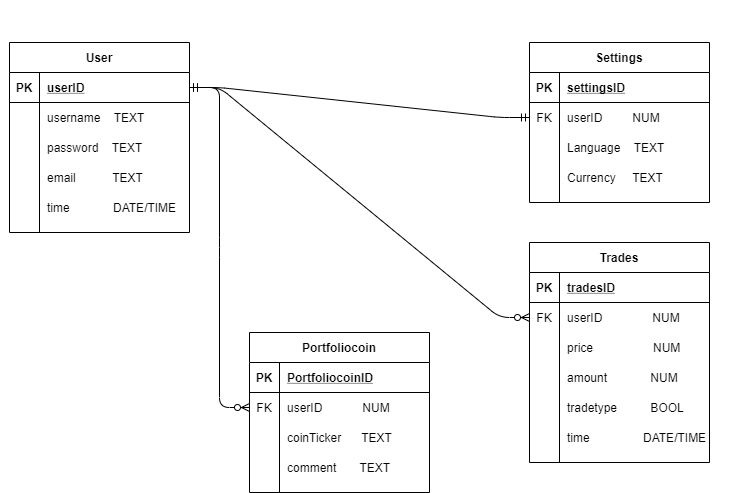 User
PK userID
username TEXT
password TEXT
email TEXT
time DATE/TIME
Settings
PK settingsID
FK userID NUM
Language TEXT
Currency TEXT
Trades
PK tradesID
FK userID NUM
price NUM
amount NUM
tradetype BOOL
time DATE/TIME
Portfoliocoin
PK PortfoliocoinID
FK userID NUM
coinTicker TEXT
comment TEXT